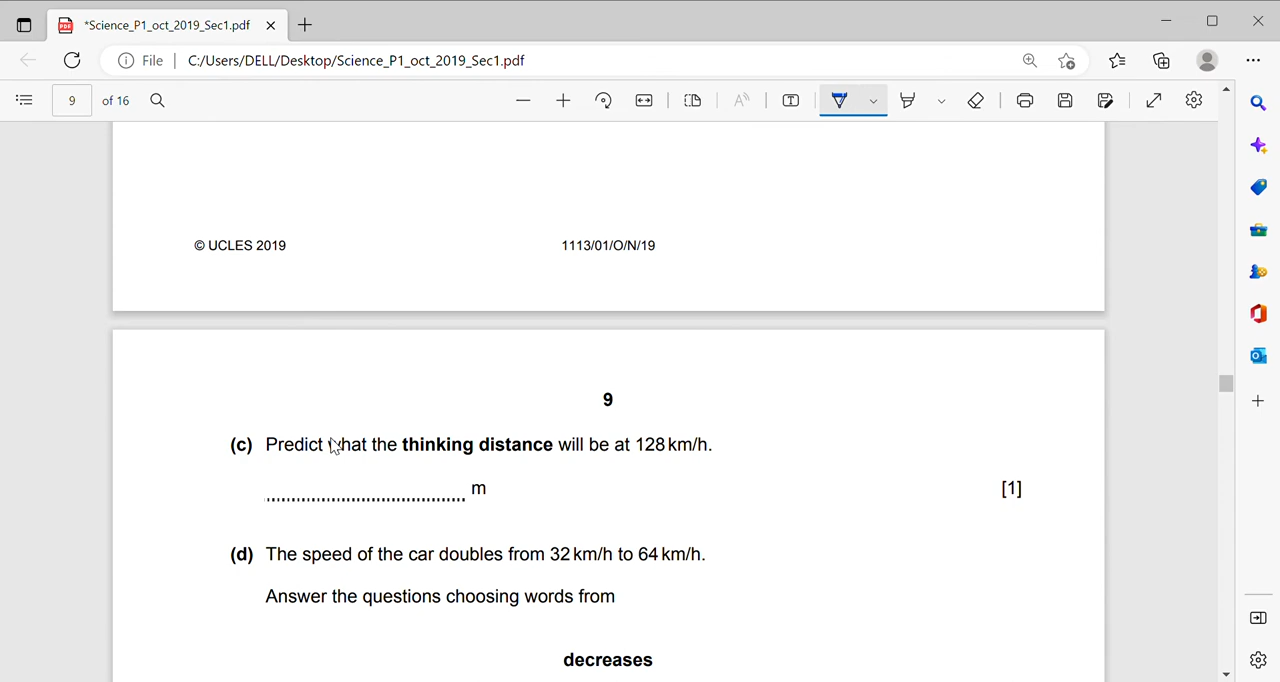 *Science_P1_oct_2019_Sec1.pdf
File
C:/Users/DELL/Desktop/Science_P1_oct_2019_Sec1.pdf
9 of 16
© UCLES 2019
1113/01/O/N/19
9
(c) Predict what the thinking distance will be at 128 km/h.
........................................ m [1]
(d) The speed of the car doubles from 32 km/h to 64 km/h.
Answer the questions choosing words from
decreases